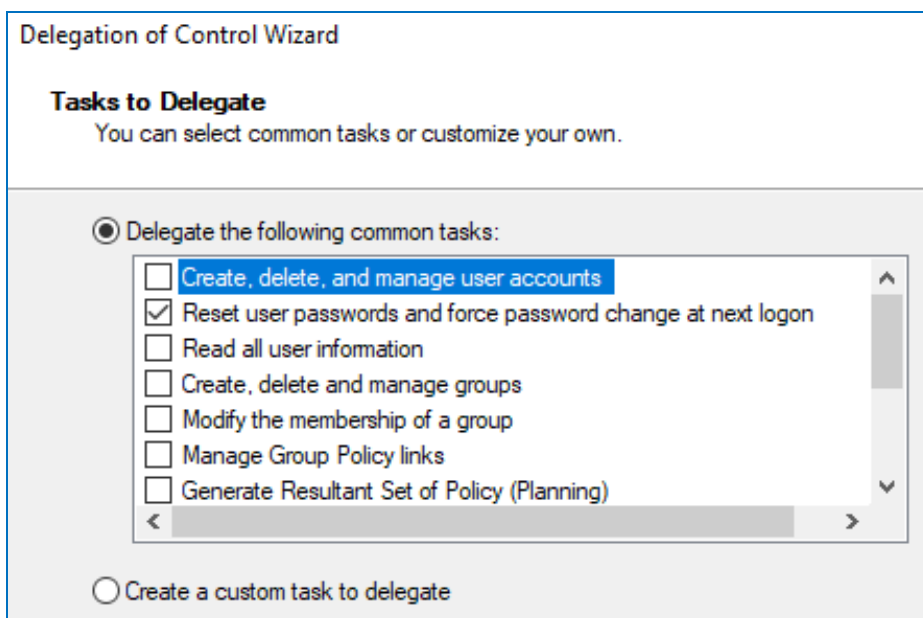 Delegation of Control Wizard
Tasks to Delegate
You can select common tasks or customize your own.
Delegate the following common tasks:
Create, delete, and manage user accounts
Reset user passwords and force password change at next logon
Read all user information
Create, delete and manage groups
Modify the membership of a group
Manage Group Policy links
Generate Resultant Set of Policy (Planning)
Create a custom task to delegate